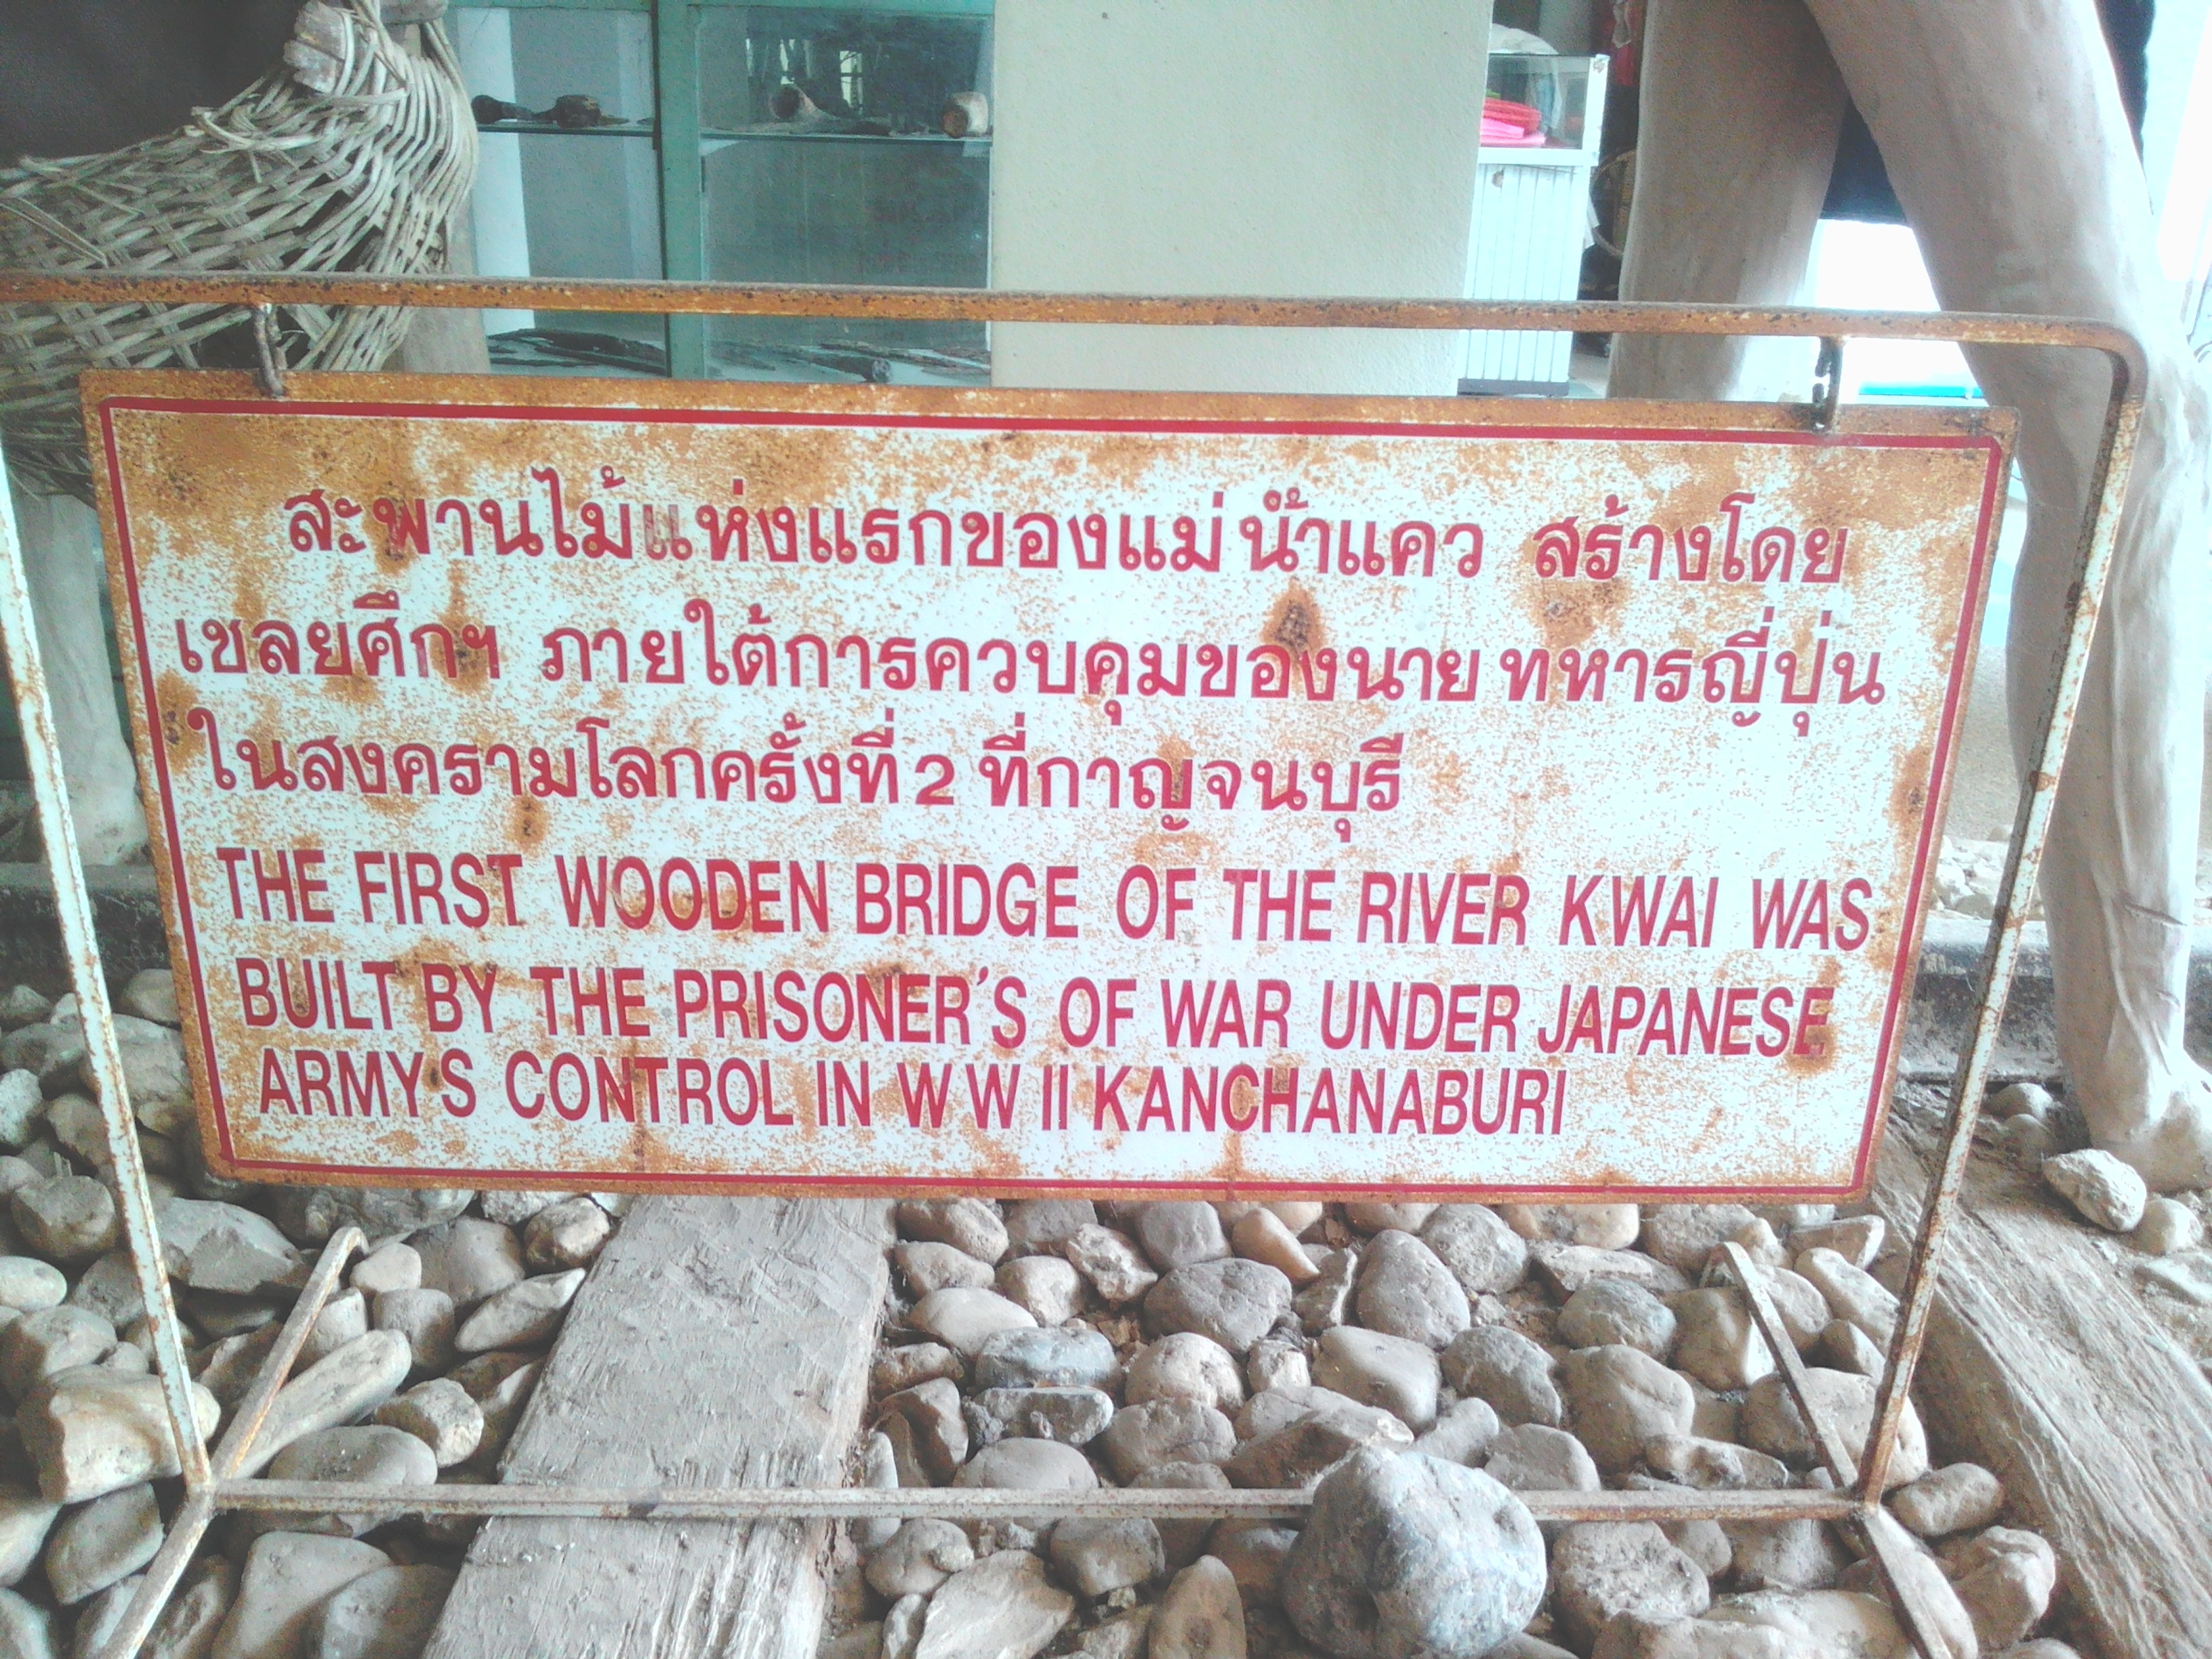 สะพานไม้แห่งแรกของแม่น้ำแคว สร้างโดย
เชลยศึกฯ ภายใต้การควบคุมของนายทหารญี่ปุ่น
ในสงครามโลกครั้งที่ 2 ที่กาญจนบุรี
THE FIRST WOODEN BRIDGE OF THE RIVER KWAI WAS
BUILT BY THE PRISONER'S OF WAR UNDER JAPANESE
ARMY'S CONTROL IN WW II KANCHANABURI